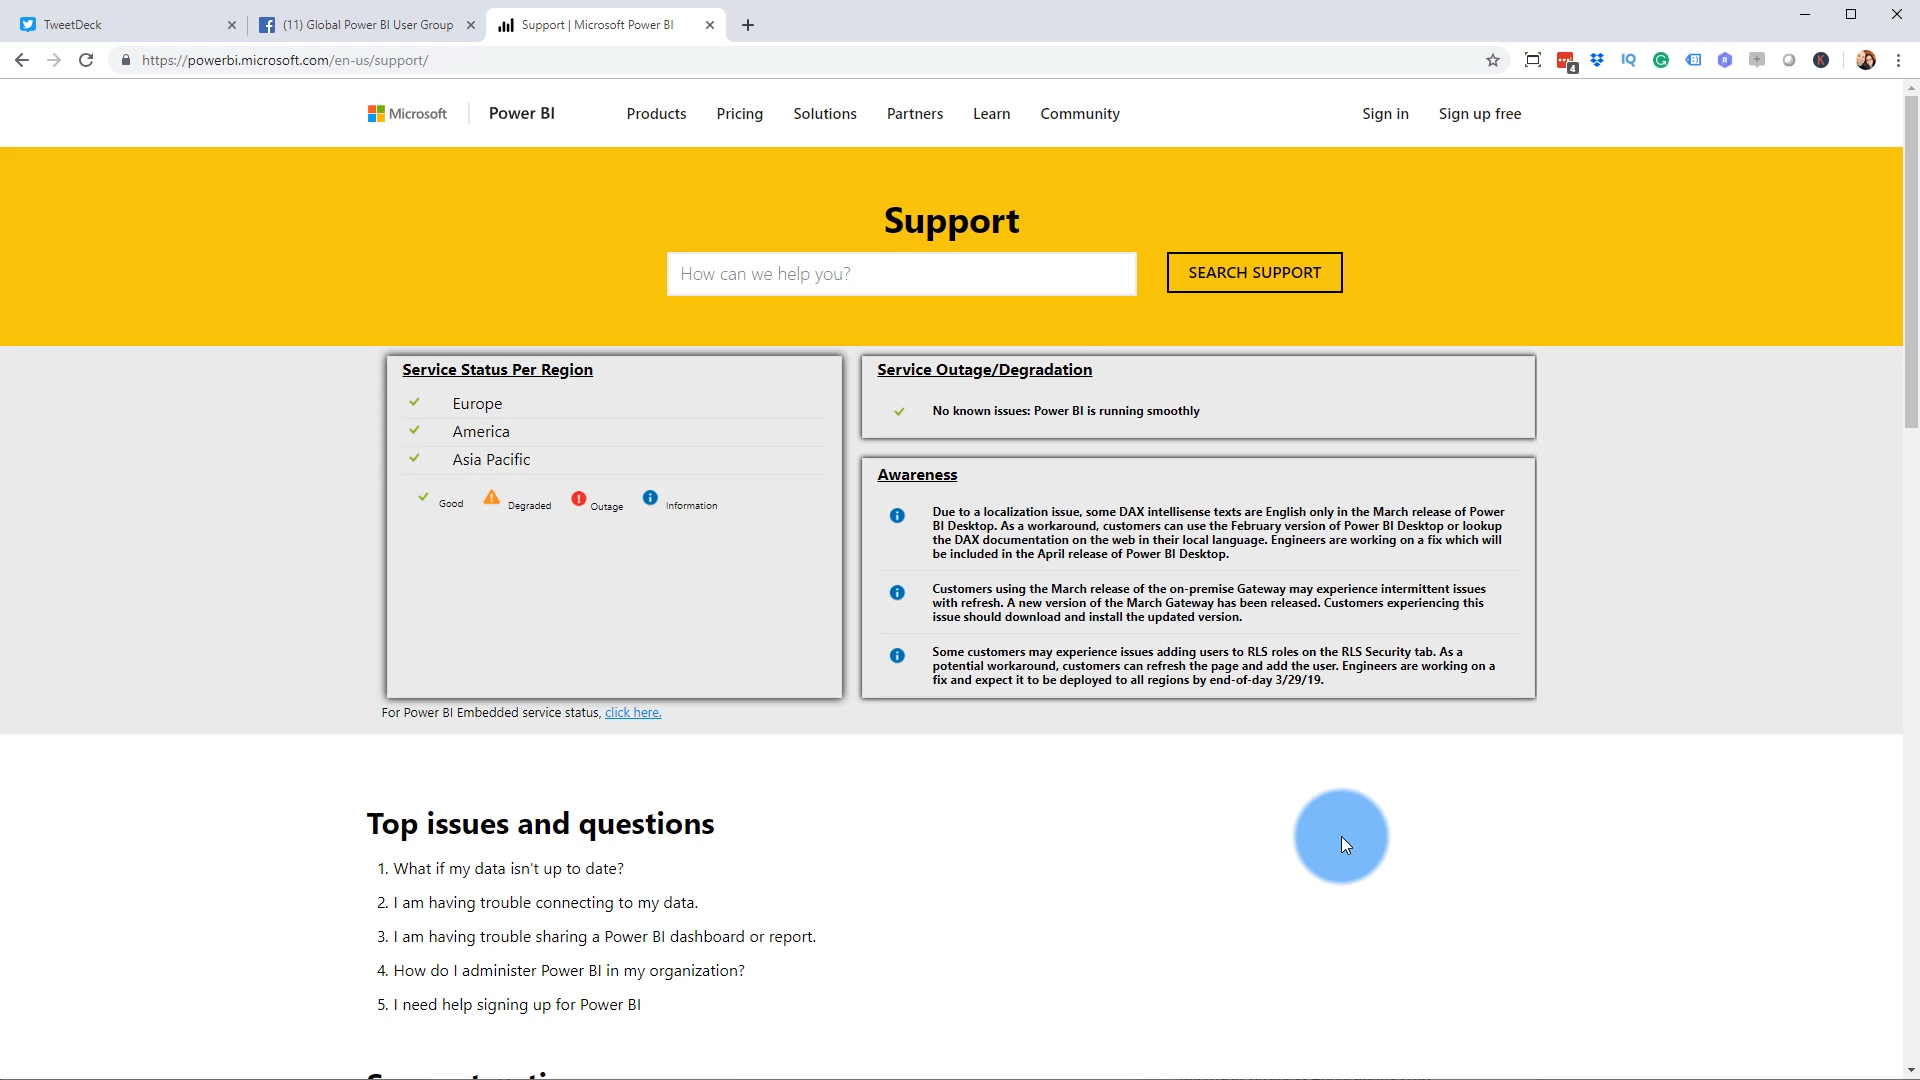 TweetDeck
(11) Global Power BI User Group
Support | Microsoft Power BI
https://powerbi.microsoft.com/en-us/support/
IQ
4
R
K
Microsoft
Power BI
Products
Pricing
Solutions
Partners
Learn
Community
Sign in
Sign up free
Support
How can we help you?
SEARCH SUPPORT
Service Status Per Region
Europe
America
Asia Pacific
Good
Degraded
Outage
Information
For Power BI Embedded service status, click here.
Service Outage/Degradation
No known issues: Power BI is running smoothly
Awareness
Due to a localization issue, some DAX intellisense texts are English only in the March release of Power
BI Desktop. As a workaround, customers can use the February version of Power BI Desktop or lookup
the DAX documentation on the web in their local language. Engineers are working on a fix which will
be included in the April release of Power BI Desktop.
Customers using the March release of the on-premise Gateway may experience intermittent issues
with refresh. A new version of the March Gateway has been released. Customers experiencing this
issue should download and install the updated version.
Some customers may experience issues adding users to RLS roles on the RLS Security tab. As a
potential workaround, customers can refresh the page and add the user. Engineers are working on a
fix and expect it to be deployed to all regions by end-of-day 3/29/19.
Top issues and questions
1. What if my data isn't up to date?
2. I am having trouble connecting to my data.
3. I am having trouble sharing a Power BI dashboard or report.
4. How do I administer Power BI in my organization?
5. I need help signing up for Power BI